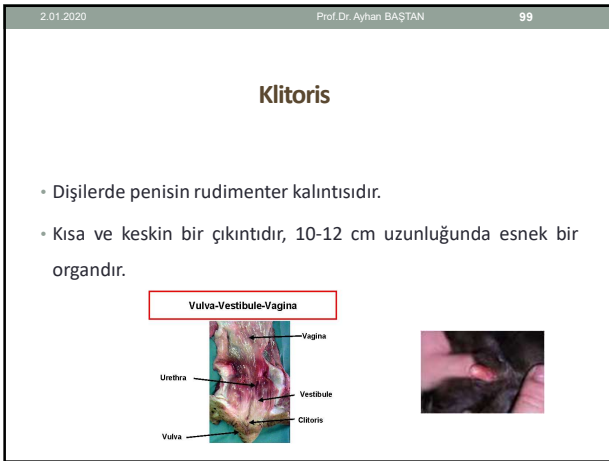 2.01.2020 Prof.Dr. Ayhan BAŞTAN 99
Klitoris
• Dişilerde penisin rudimenter kalıntısıdır.
• Kısa ve keskin bir çıkıntıdır, 10-12 cm uzunluğunda esnek bir
organdır.
Vulva-Vestibule-Vagina
Vagina
Urethra
Vestibule
Clitoris
Vulva